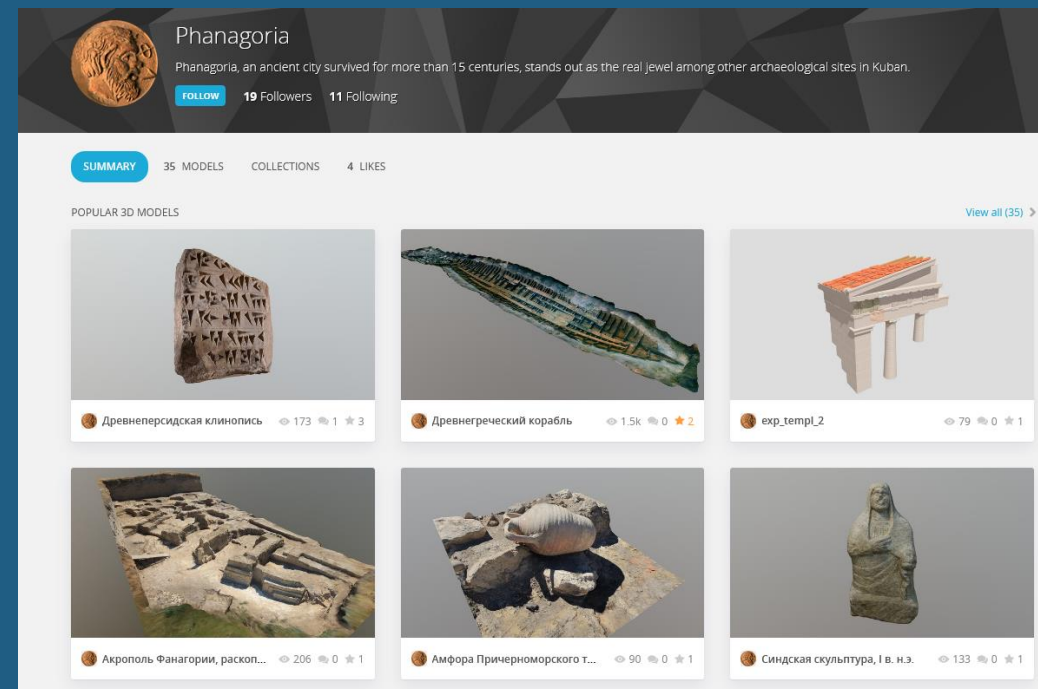 Phanagoria
Phanagoria, an ancient city survived for more than 15 centuries, stands out as the real jewel among other archaeological sites in Kuban.
FOLLOW 19 Followers 11 Following
SUMMARY 35 MODELS COLLECTIONS 4 LIKES
POPULAR 3D MODELS View all (35)
Древнеперсидская клинопись 173 1 3
Древнегреческий корабль 1.5k 0 2
exp_templ_2 79 0 1
Акрополь Фанагории, раскоп... 206 0 1
Амфора Причерноморского т... 90 0 1
Синдская скульптура, I в. н.э. 133 0 1